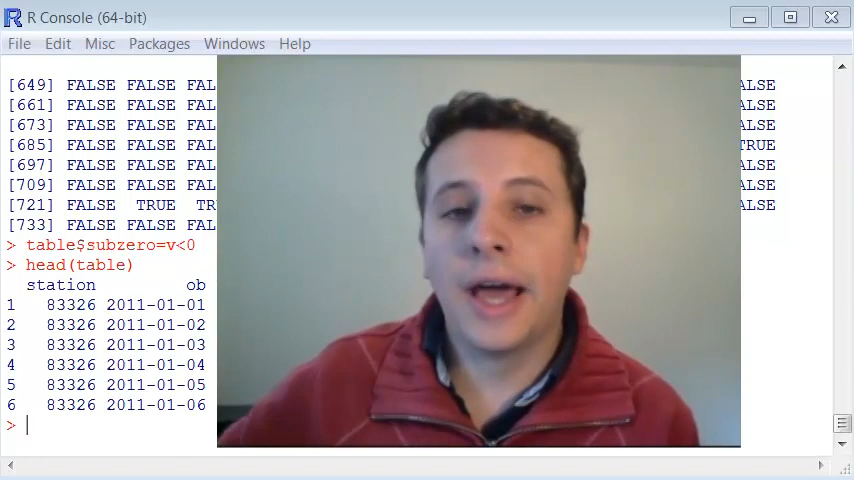 R Console (64-bit)
File Edit Misc Packages Windows Help
[649] FALSE FALSE FAL ALSE
[661] FALSE FALSE FAL ALSE
[673] FALSE FALSE FAL ALSE
[685] FALSE FALSE FAL TRUE
[697] FALSE FALSE FAL ALSE
[709] FALSE FALSE FAL ALSE
[721] FALSE TRUE TR ALSE
[733] FALSE FALSE FAL
> table$subzero=v<0
> head(table)
station ob
1 83326 2011-01-01
2 83326 2011-01-02
3 83326 2011-01-03
4 83326 2011-01-04
5 83326 2011-01-05
6 83326 2011-01-06
>